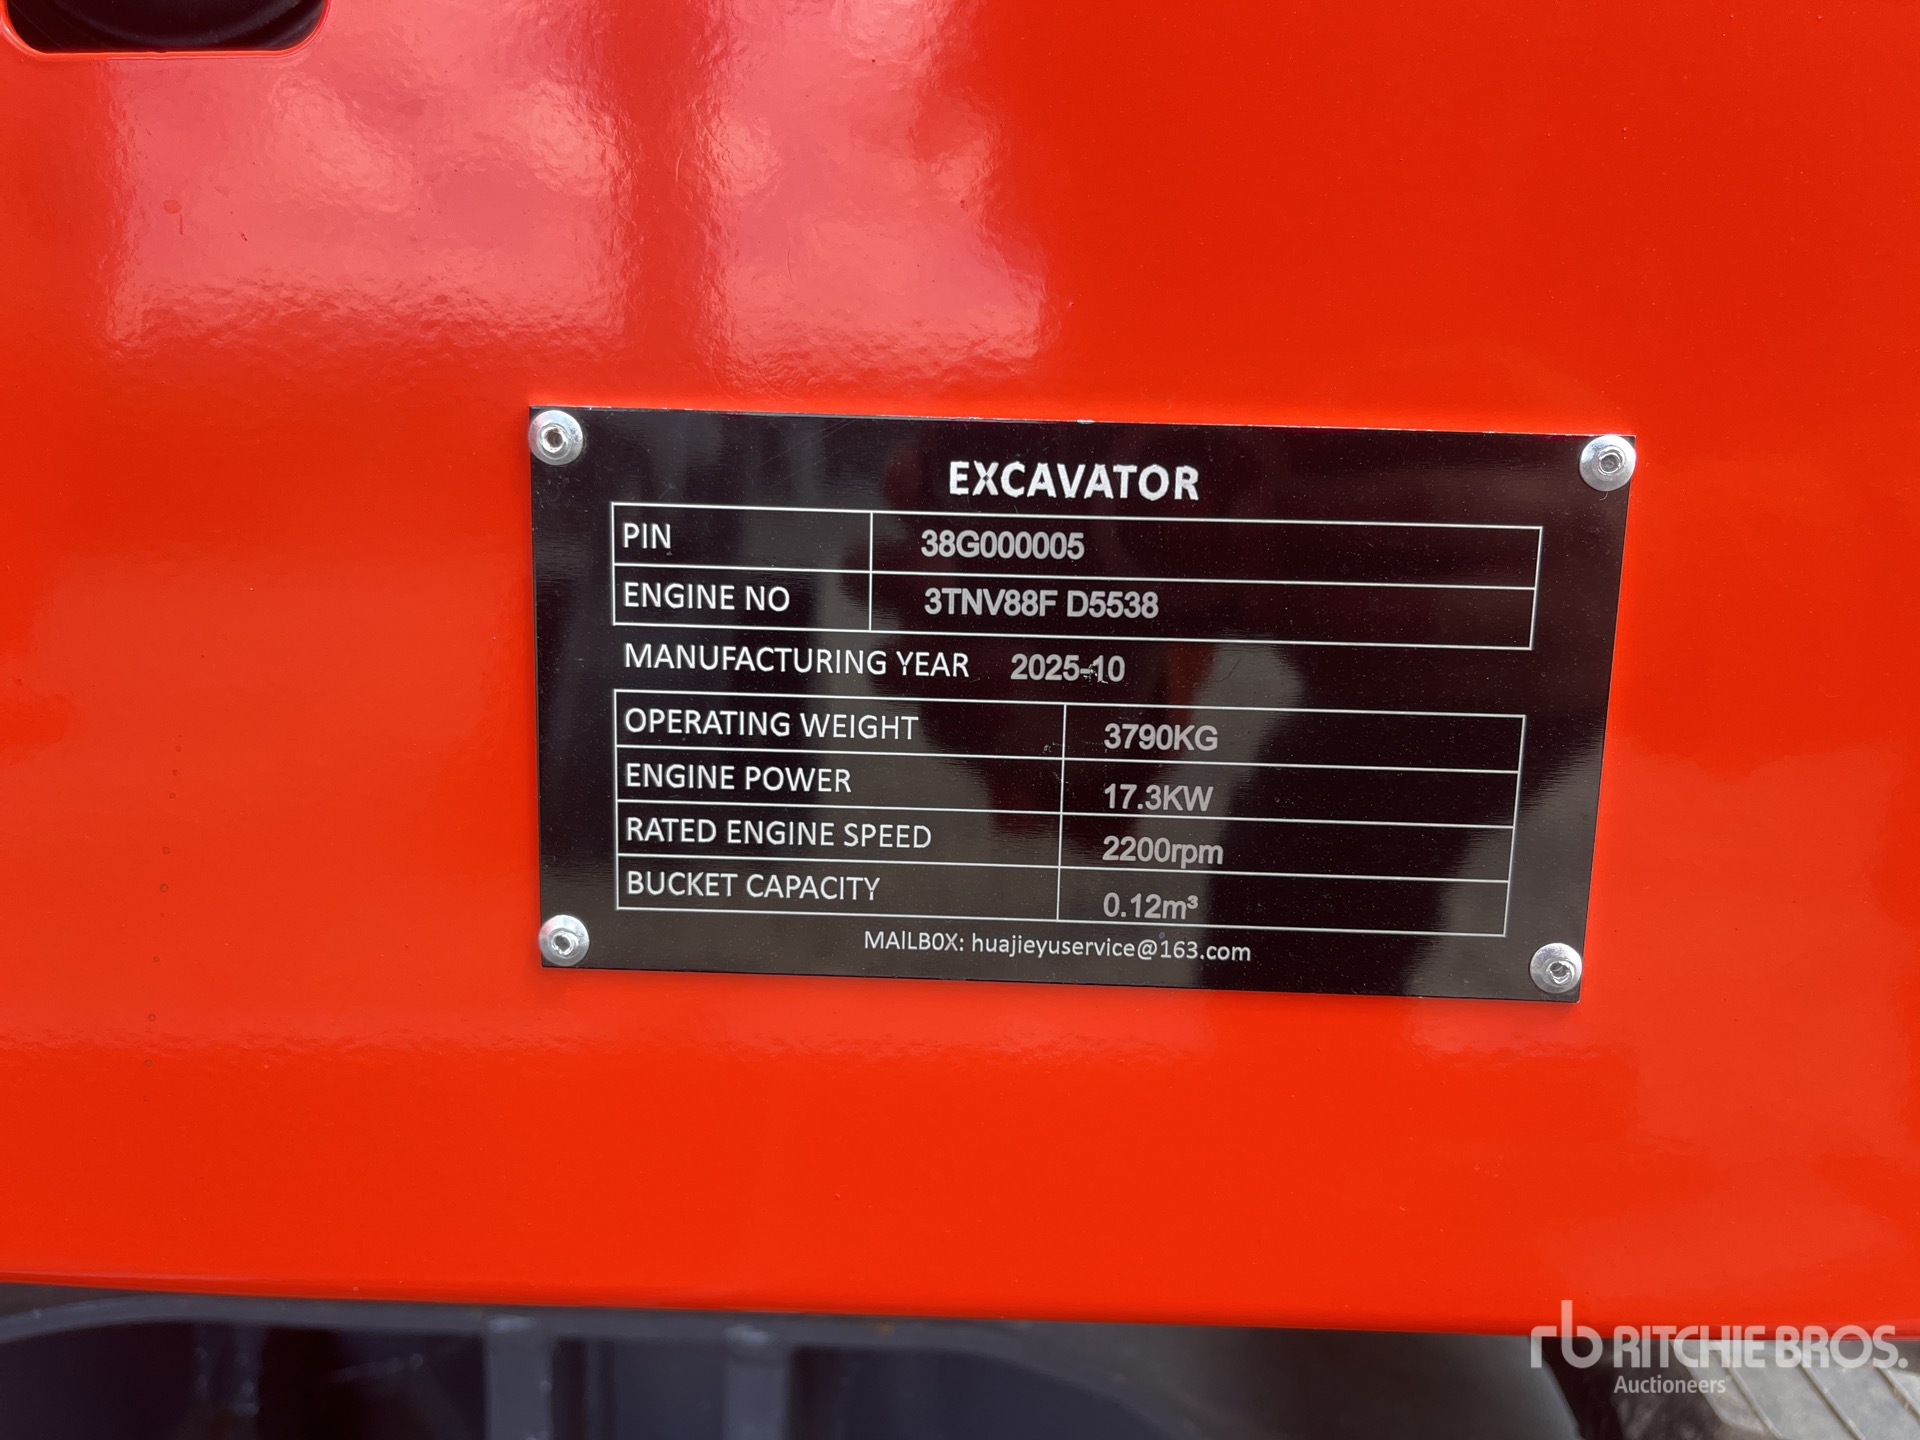 EXCAVATOR
PIN 38G000005
ENGINE NO 3TNV88F D5538
MANUFACTURING YEAR 2025-10
OPERATING WEIGHT 3790KG
ENGINE POWER 17.3KW
RATED ENGINE SPEED 2200rpm
BUCKET CAPACITY 0.12m³
MAILBOX: huajieyuservice@163.com
rb RITCHIE BROS.
Auctioneers